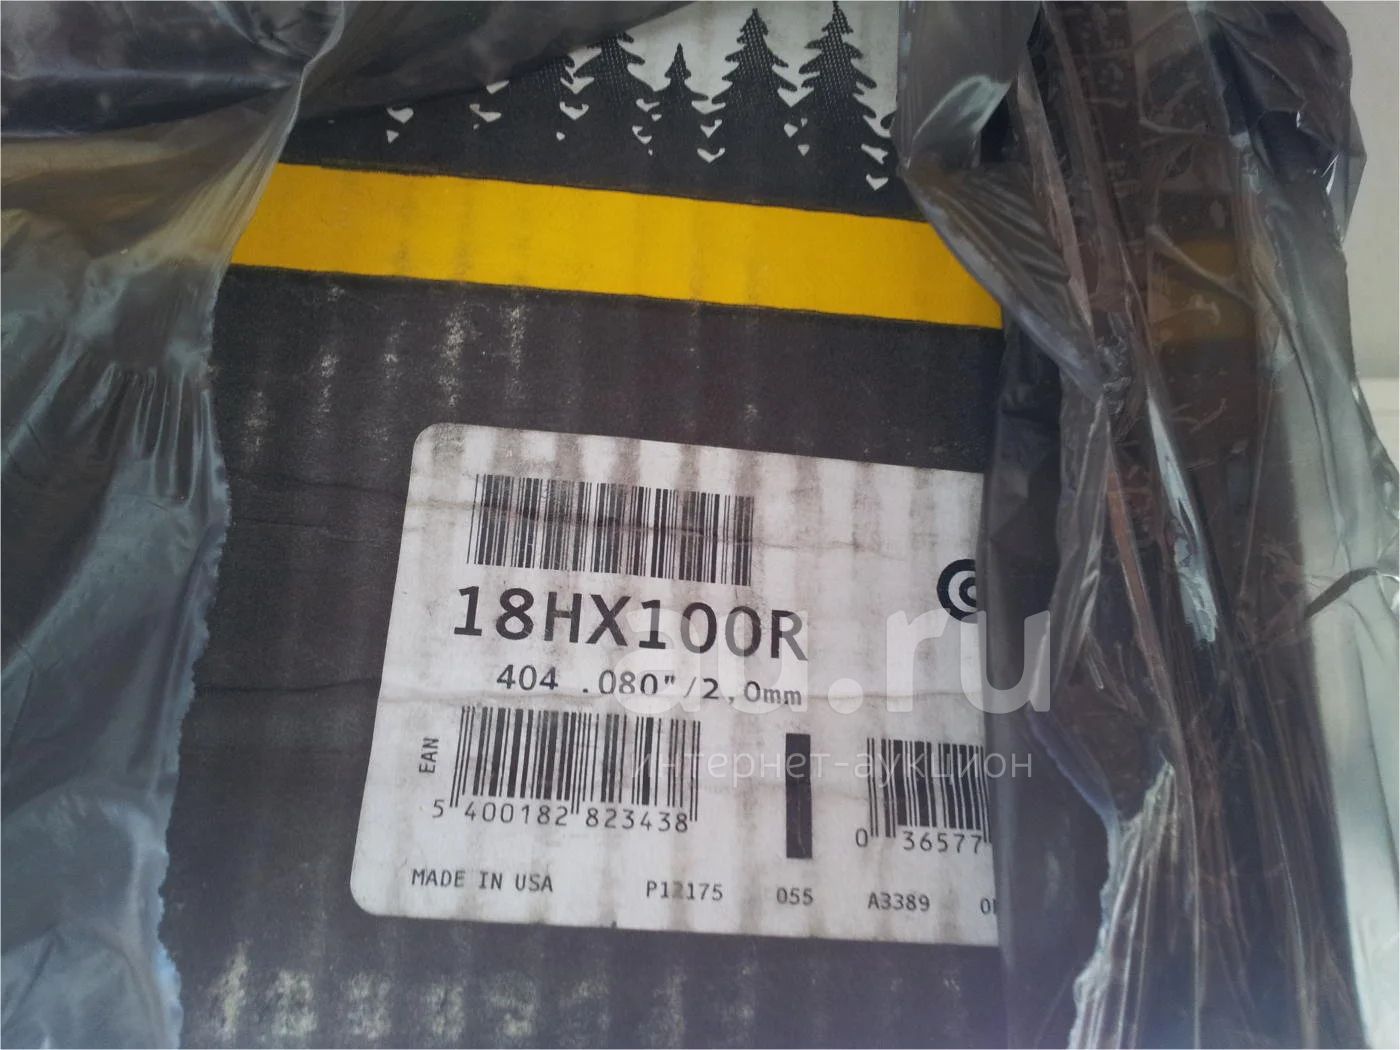 18HX100R
404 .080"/2,0mm
au.ru
интернет-аукцион
EAN
5 400182 823438
0 36577
MADE IN USA P12175 055 A3389